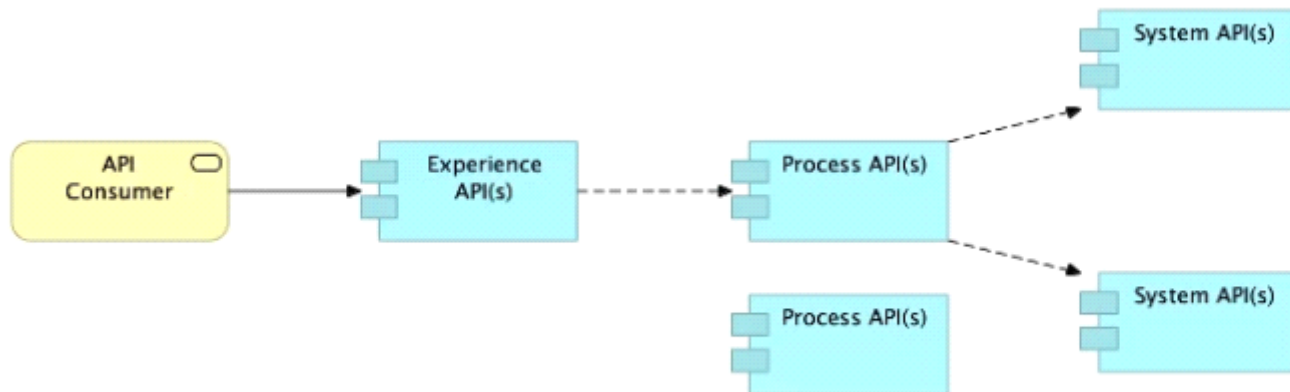 System API(s)
API
Consumer
Experience
API(s)
Process API(s)
System API(s)
Process API(s)